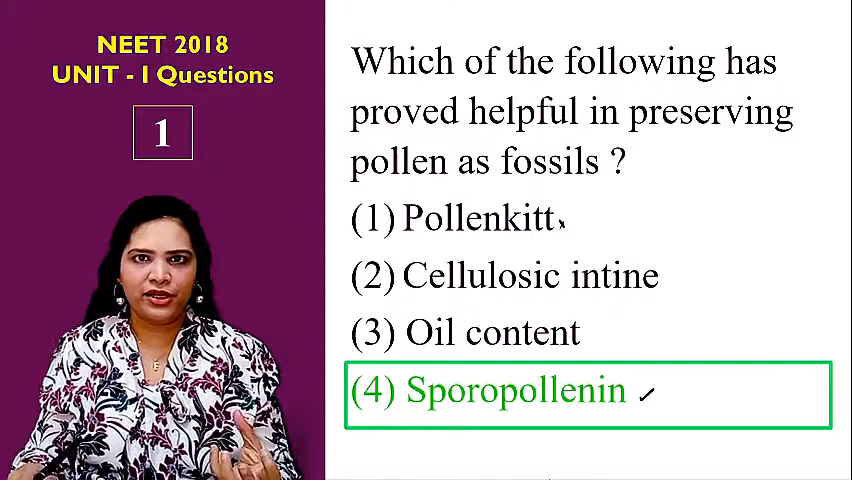 NEET 2018
UNIT - I Questions
1
Which of the following has
proved helpful in preserving
pollen as fossils ?
(1) Pollenkitt
(2) Cellulosic intine
(3) Oil content
(4) Sporopollenin